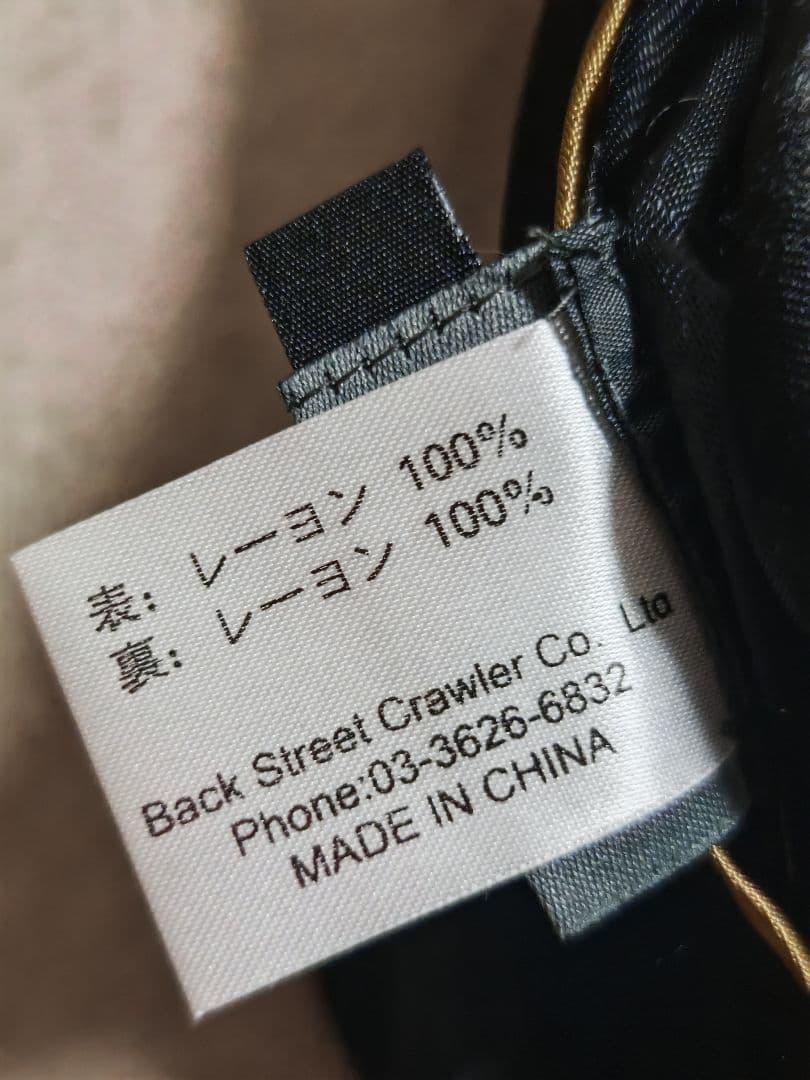 表: レーヨン 100%
裏: レーヨン 100%
Back Street Crawler Co. Ltd
Phone:03-3626-6832
MADE IN CHINA